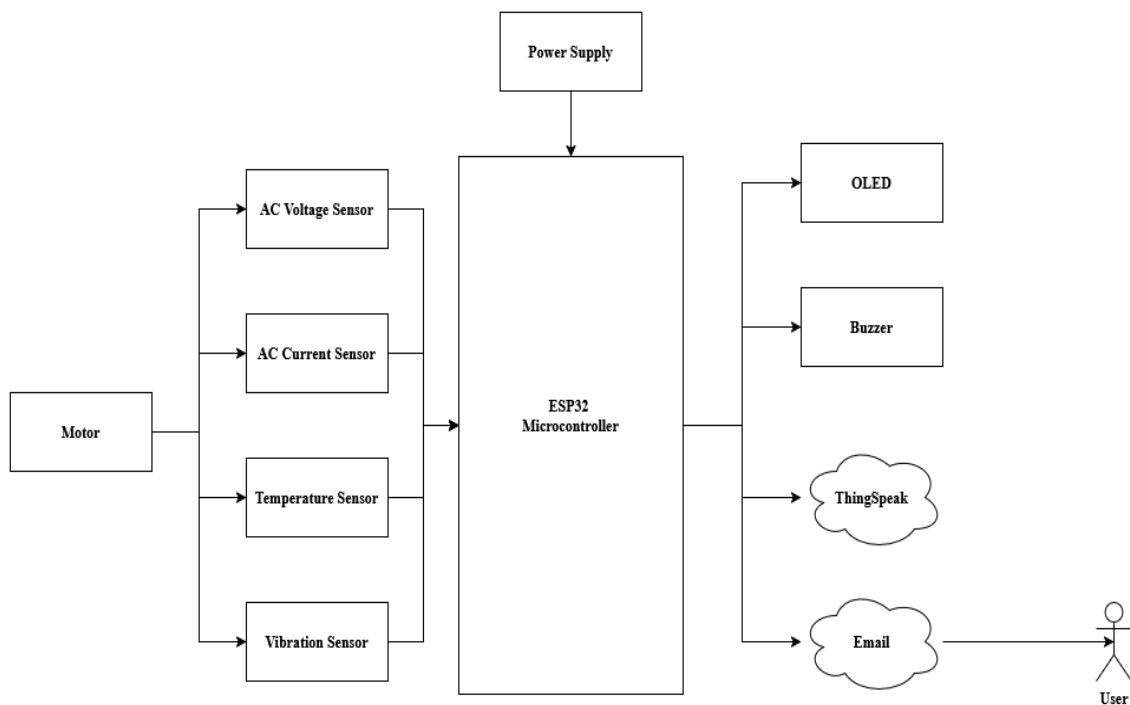 Power Supply
AC Voltage Sensor
OLED
AC Current Sensor
Buzzer
ESP32
Microcontroller
Motor
Temperature Sensor
ThingSpeak
Vibration Sensor
Email
User